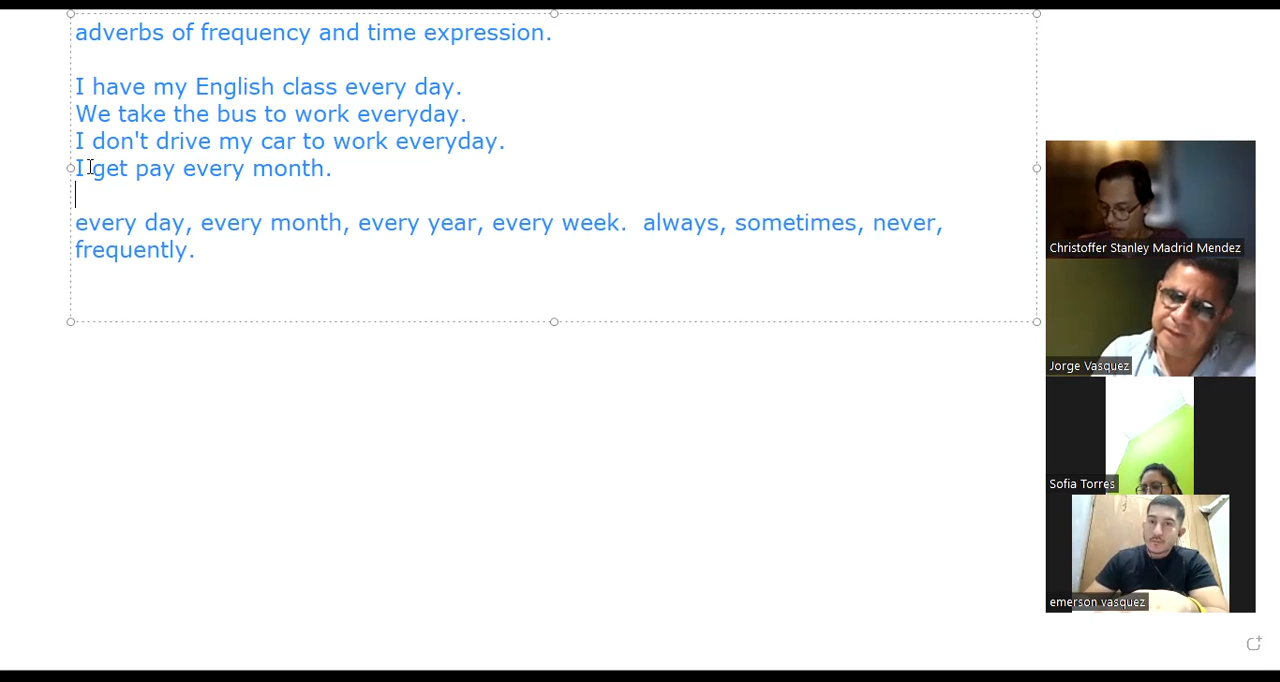 adverbs of frequency and time expression.
I have my English class every day.
We take the bus to work everyday.
I don't drive my car to work everyday.
I get pay every month.
every day, every month, every year, every week.  always, sometimes, never,
frequently.
Christoffer Stanley Madrid Mendez
Jorge Vasquez
Sofia Torres
emerson vasquez